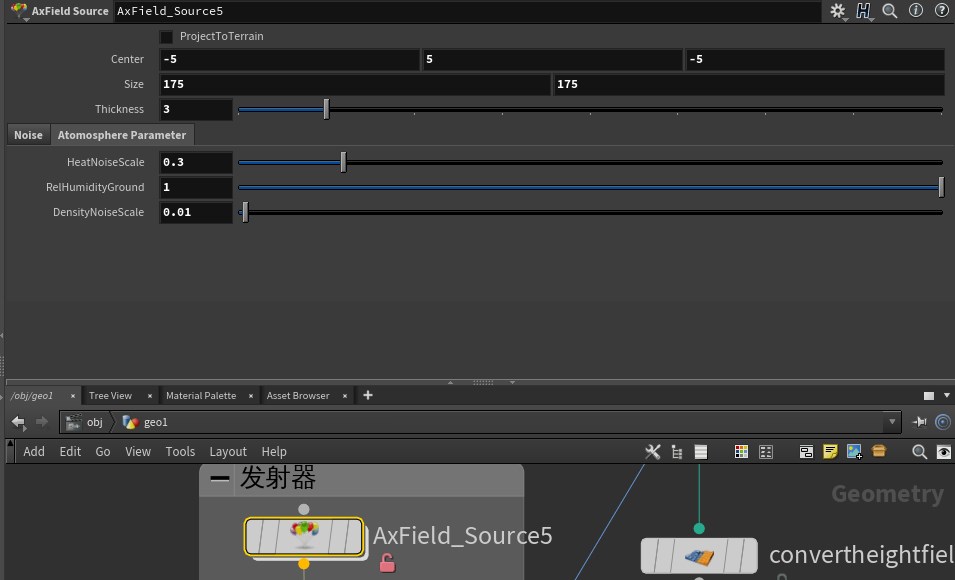 AxField Source AxField_Source5
ProjectToTerrain
Center -5 5 -5
Size 175 175
Thickness 3
Noise Atomosphere Parameter
HeatNoiseScale 0.3
RelHumidityGround 1
DensityNoiseScale 0.01
/obj/geo1 × Tree View × Material Palette × Asset Browser × +
obj geo1
Add Edit Go View Tools Layout Help
发射器
Geometry
AxField_Source5
convertheightfiel